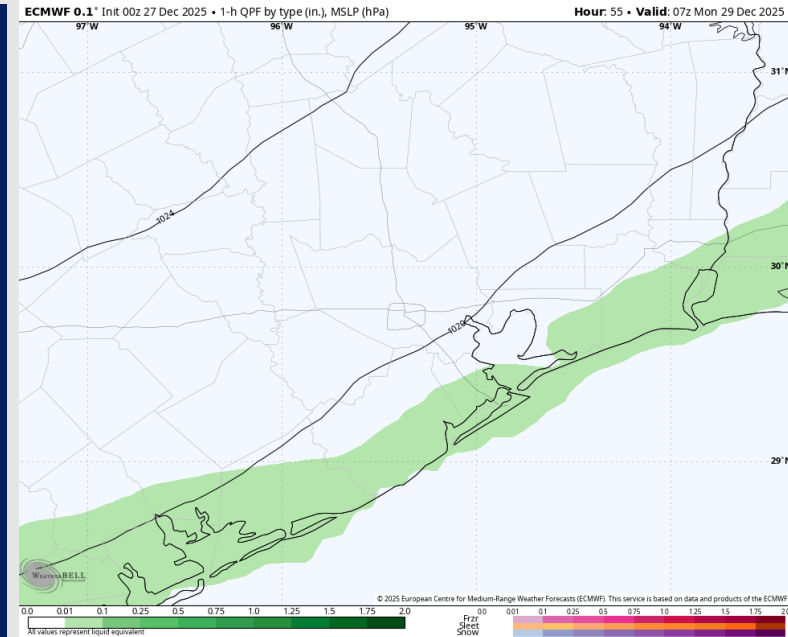 ECMWF 0.1° Init 00z 27 Dec 2025 • 1-h QPF by type (in.), MSLP (hPa)
Hour: 55 • Valid: 07z Mon 29 Dec 2025
97°W 96°W 95°W 94°W
31°N
1024
30°N
1020
29°N
WEATHERBELL
© 2025 European Centre for Medium-Range Weather Forecasts (ECMWF). This service is based on data and products of the ECMWF
0.0 0.01 0.1 0.25 0.5 0.75 1.0 1.25 1.5 1.75 2.0
0.0 0.01 0.1 0.25 0.5 0.75 1.0 1.25 1.5 1.75 2.0
Frzr
Sleet
Snow
All values represent liquid equivalent